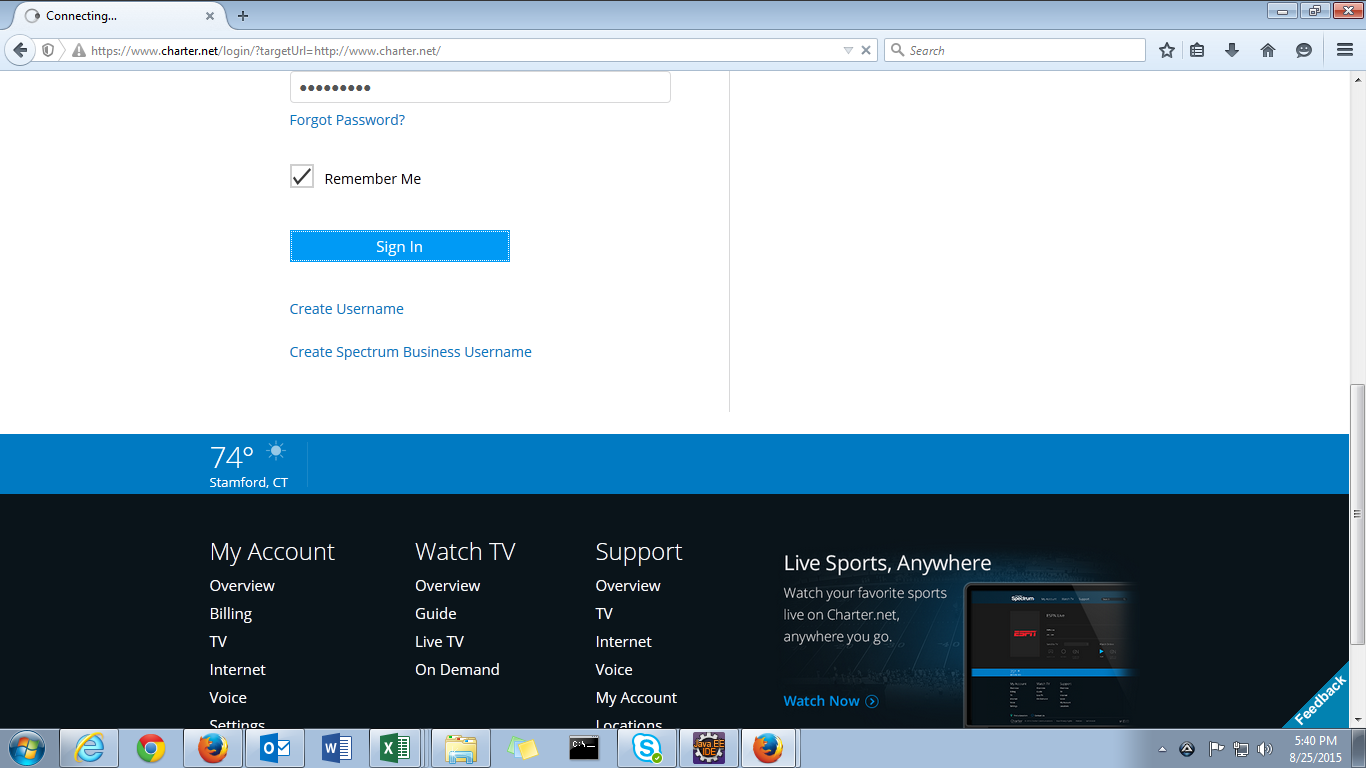 Connecting...
https://www.charter.net/login/?targetUrl=http://www.charter.net/
Search
●●●●●●●●●
Forgot Password?
Remember Me
Sign In
Create Username
Create Spectrum Business Username
74°
Stamford, CT
My Account
Overview
Billing
TV
Internet
Voice
Settings
Watch TV
Overview
Guide
Live TV
On Demand
Support
Overview
TV
Internet
Voice
My Account
Locations
Live Sports, Anywhere
Watch your favorite sports
live on Charter.net,
anywhere you go.
Watch Now
Spectrum
ESPN
Feedback
C:\
Java EE
IDE
5:40 PM
8/25/2015